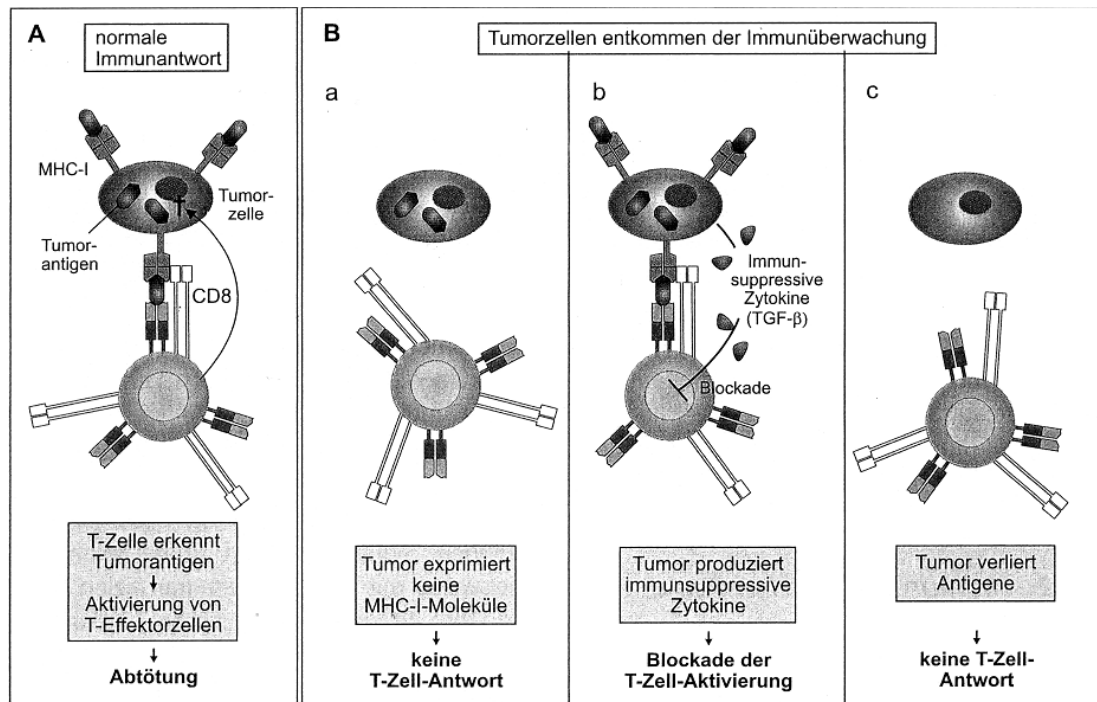 A
normale
Immunantwort
MHC-I
Tumor-
zelle
Tumor-
antigen
CD8
T-Zelle erkennt
Tumorantigen
Aktivierung von
T-Effektorzellen
Abtötung
B
Tumorzellen entkommen der Immunüberwachung
a
Tumor exprimiert
keine
MHC-I-Moleküle
keine
T-Zell-Antwort
b
Immun-
suppressive
Zytokine
(TGF-β)
Blockade
Tumor produziert
immunsuppressive
Zytokine
Blockade der
T-Zell-Aktivierung
c
Tumor verliert
Antigene
keine T-Zell-
Antwort